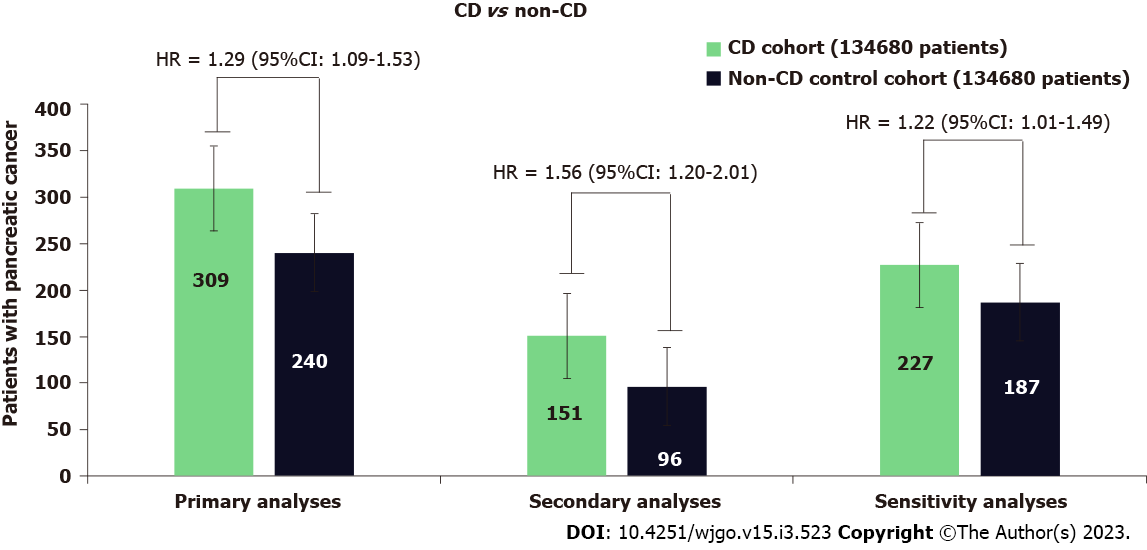 CD vs non-CD
HR = 1.29 (95%CI: 1.09-1.53)
CD cohort (134680 patients)
Non-CD control cohort (134680 patients)
HR = 1.56 (95%CI: 1.20-2.01)
HR = 1.22 (95%CI: 1.01-1.49)
Patients with pancreatic cancer
400
350
300
250
200
150
100
50
0
309
240
151
96
227
187
Primary analyses
Secondary analyses
Sensitivity analyses
DOI: 10.4251/wjgo.v15.i3.523 Copyright ©The Author(s) 2023.